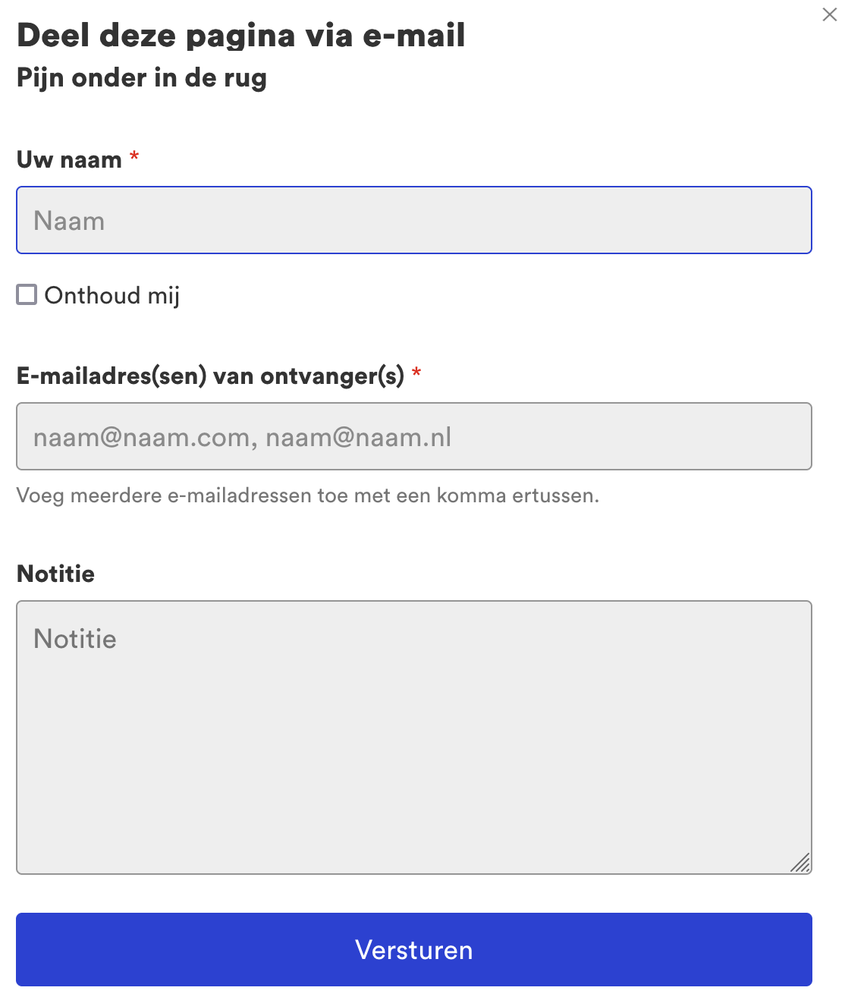 Deel deze pagina via e-mail
Pijn onder in de rug
Uw naam *
Naam
Onthoud mij
E-mailadres(sen) van ontvanger(s) *
naam@naam.com, naam@naam.nl
Voeg meerdere e-mailadressen toe met een komma ertussen.
Notitie
Notitie
Versturen